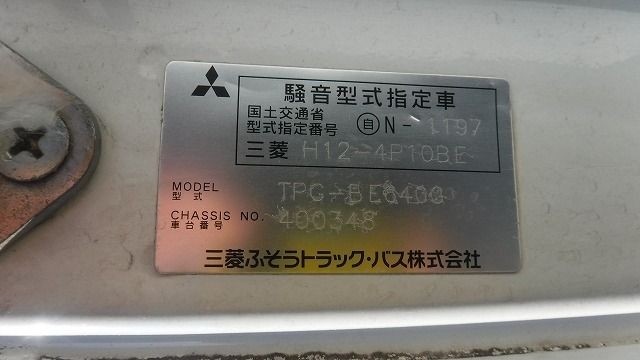 騒音型式指定車
国土交通省
型式指定番号 自 N- 1197
三菱 H12-4P10BE
MODEL TPG-BE640G
型式
CHASSIS NO. 400348
車台番号
三菱ふそうトラック・バス株式会社